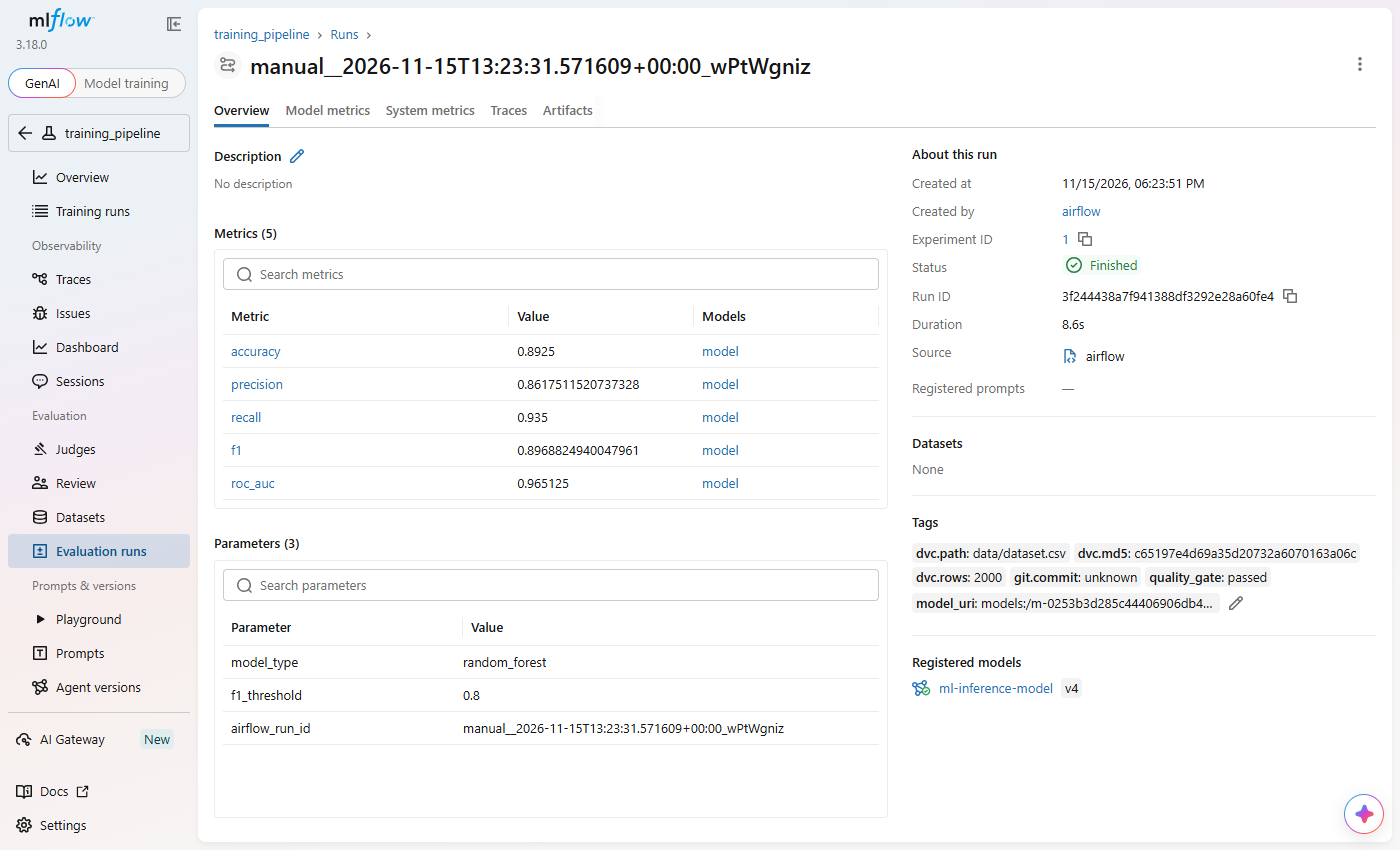 mlflow
3.18.0
GenAI
Model training
training_pipeline
Overview
Training runs
Observability
Traces
Issues
Dashboard
Sessions
Evaluation
Judges
Review
Datasets
Evaluation runs
Prompts & versions
Playground
Prompts
Agent versions
AI Gateway New
Docs
Settings
training_pipeline › Runs ›
manual__2026-11-15T13:23:31.571609+00:00_wPtWgniz
Overview Model metrics System metrics Traces Artifacts
Description
No description
Metrics (5)
Search metrics
Metric Value Models
accuracy 0.8925 model
precision 0.8617511520737328 model
recall 0.935 model
f1 0.8968824940047961 model
roc_auc 0.965125 model
Parameters (3)
Search parameters
Parameter Value
model_type random_forest
f1_threshold 0.8
airflow_run_id manual__2026-11-15T13:23:31.571609+00:00_wPtWgniz
About this run
Created at 11/15/2026, 06:23:51 PM
Created by airflow
Experiment ID 1
Status Finished
Run ID 3f244438a7f941388df3292e28a60fe4
Duration 8.6s
Source airflow
Registered prompts —
Datasets
None
Tags
dvc.path: data/dataset.csv dvc.md5: c65197e4d69a35d20732a6070163a06c
dvc.rows: 2000 git.commit: unknown quality_gate: passed
model_uri: models:/m-0253b3d285c44406906db4...
Registered models
ml-inference-model v4